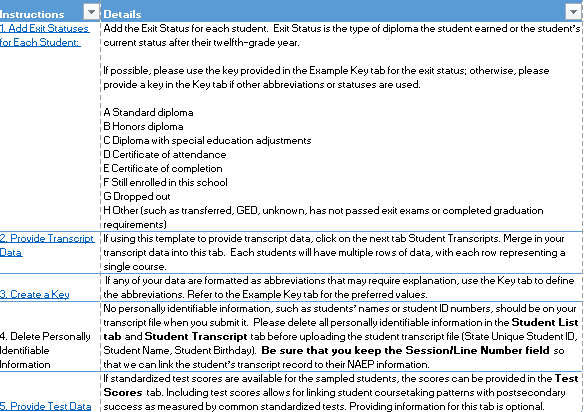 Instructions
Details
1. Add Exit Statuses
for Each Student:
Add the Exit Status for each student.  Exit Status is the type of diploma the student earned or the student's
current status after their twelfth-grade year.
If possible, please use the key provided in the Example Key tab for the exit status; otherwise, please
provide a key in the Key tab if other abbreviations or statuses are used.
A Standard diploma
B Honors diploma
C Diploma with special education adjustments
D Certificate of attendance
E Certificate of completion
F Still enrolled in this school
G Dropped out
H Other (such as transferred, GED, unknown, has not passed exit exams or completed graduation
requirements)
2. Provide Transcript
Data
If using this template to provide transcript data, click on the next tab Student Transcripts. Merge in your
transcript data into this tab.  Each students will have multiple rows of data, with each row representing a
single course.
3. Create a Key
If any of your data are formatted as abbreviations that may require explanation, use the Key tab to define
the abbreviations. Refer to the Example Key tab for the preferred values.
4. Delete Personally
Identifiable
Information
No personally identifiable information, such as students' names or student ID numbers, should be on your
transcript file when you submit it.  Please delete all personally identifiable information in the Student List
tab and Student Transcript tab before uploading the student transcript file (State Unique Student ID,
Student Name, Student Birthday).  Be sure that you keep the Session/Line Number field so
that we can link the student's transcript record to their NAEP information.
5. Provide Test Data
If standardized test scores are available for the sampled students, the scores can be provided in the Test
Scores tab. Including test scores allows for linking student coursetaking patterns with postsecondary
success as measured by common standardized tests. Providing information for this tab is optional.